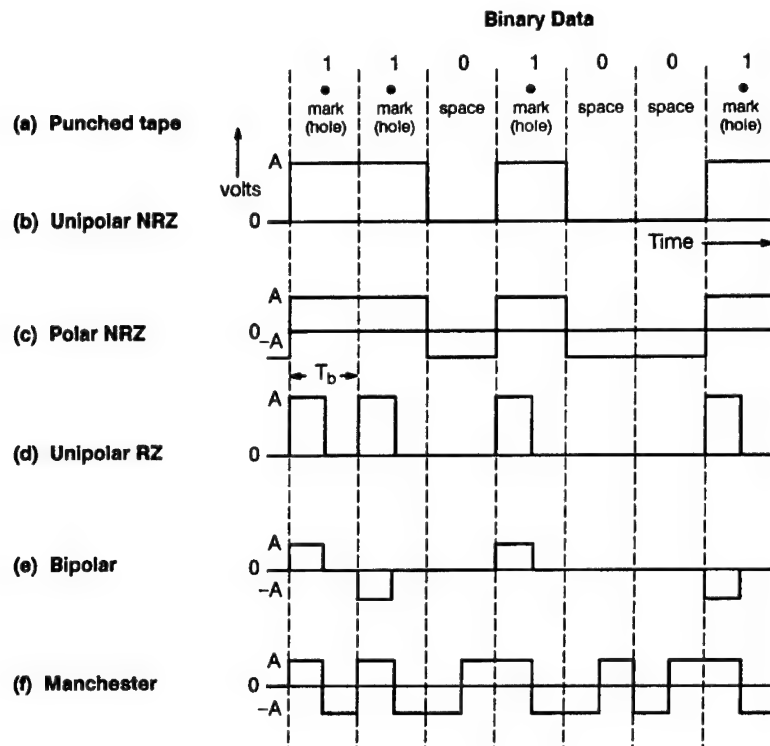 Binary Data
1 1 0 1 0 0 1
(a) Punched tape
mark (hole) mark (hole) space mark (hole) space space mark (hole)
volts
A
0
(b) Unipolar NRZ
Time
A
0
-A
(c) Polar NRZ
Tb
A
0
(d) Unipolar RZ
A
0
-A
(e) Bipolar
A
0
-A
(f) Manchester